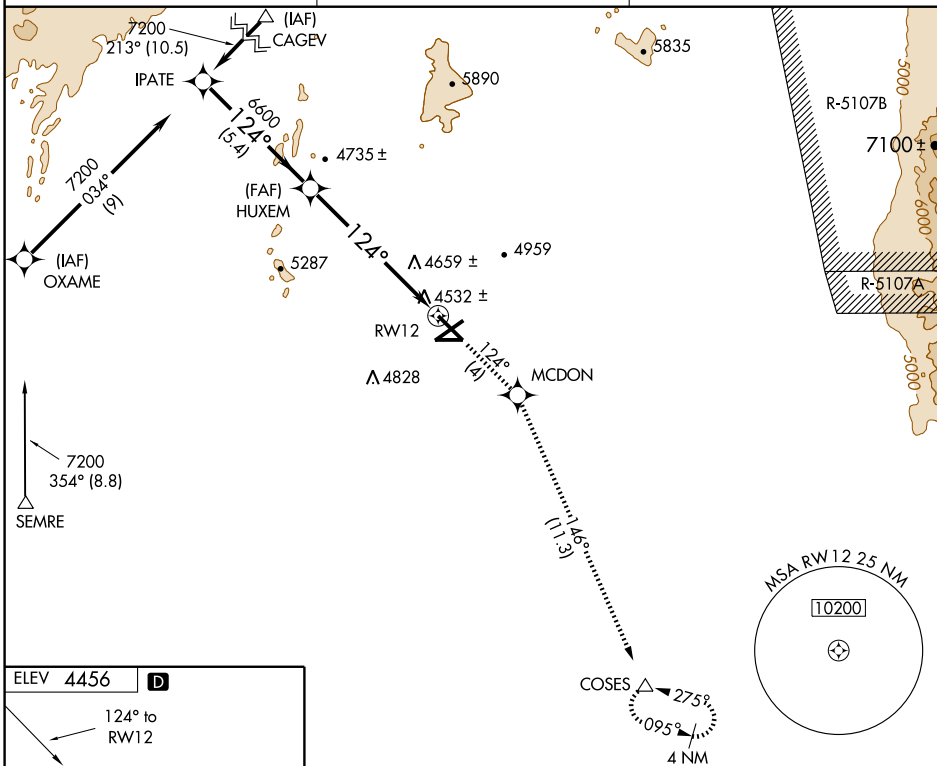 7200
213° (10.5)
(IAF)
CAGEV
IPATE
5890
5835
5000
R-5107B
7100 ±
6000
6600
124°
(5.4)
4735 ±
(FAF)
HUXEM
7200
034°
(9)
(IAF)
OXAME
5287
124°
4659 ±
4959
4532 ±
R-5107A
RW12
124°
(4)
MCDON
4828
5000
7200
354° (8.8)
SEMRE
146°
(11.3)
MSA RW12 25 NM
10200
COSES
275°
095°
4 NM
ELEV 4456 D
124° to
RW12